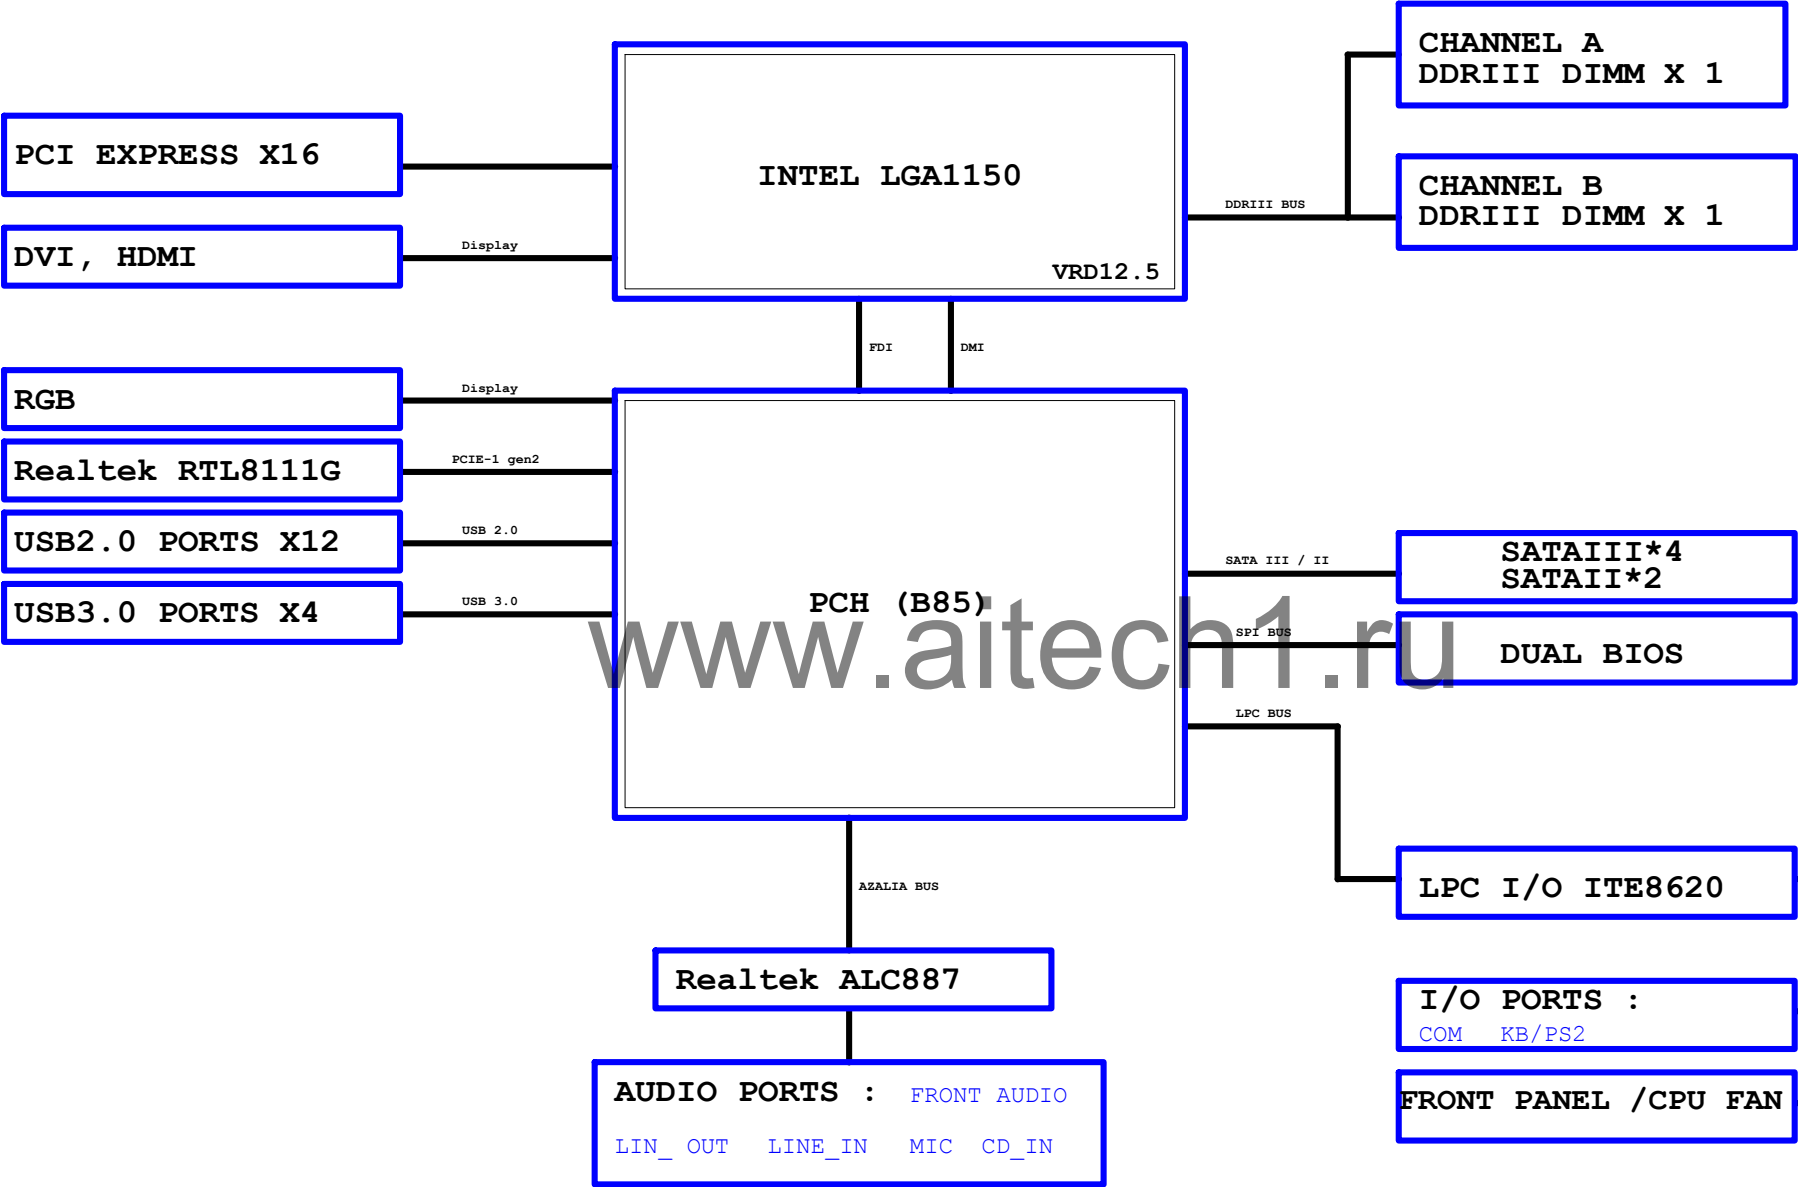 CHANNEL A
DDRIII DIMM X 1
PCI EXPRESS X16
INTEL LGA1150
CHANNEL B
DDRIII DIMM X 1
DDRIII BUS
DVI, HDMI
Display
VRD12.5
FDI
DMI
RGB
Display
Realtek RTL8111G
PCIE-1 gen2
USB2.0 PORTS X12
USB 2.0
USB3.0 PORTS X4
USB 3.0
PCH (B85)
SATA III / II
SATAIII*4
SATAII*2
SPI BUS
DUAL BIOS
www.aitech1.ru
LPC BUS
LPC I/O ITE8620
AZALIA BUS
Realtek ALC887
I/O PORTS :
COM KB/PS2
AUDIO PORTS : FRONT AUDIO
LIN_ OUT LINE_IN MIC CD_IN
FRONT PANEL /CPU FAN